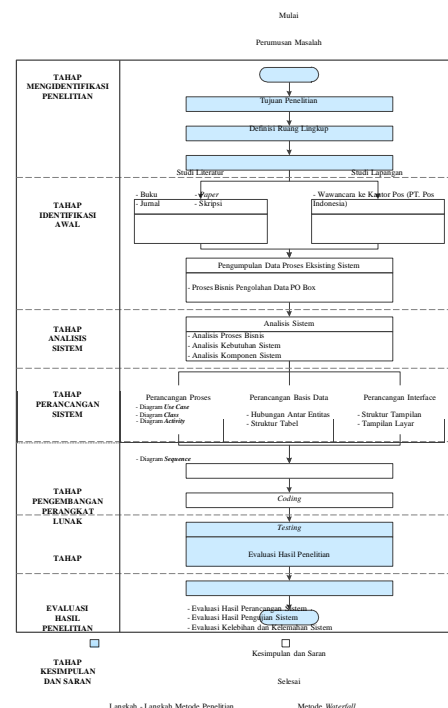 Mulai
Perumusan Masalah
TAHAP
MENGIDENTIFIKASI
PENELITIAN
Tujuan Penelitian
Definisi Ruang Lingkup
Studi Literatur
Studi Lapangan
TAHAP
IDENTIFIKASI
AWAL
- Buku
- Jurnal
- Paper
- Skripsi
- Wawancara ke Kantor Pos (PT. Pos
Indonesia)
Pengumpulan Data Proses Eksisting Sistem
- Proses Bisnis Pengolahan Data PO Box
TAHAP
ANALISIS
SISTEM
Analisis Sistem
- Analisis Proses Bisnis
- Analisis Kebutuhan Sistem
- Analisis Komponen Sistem
TAHAP
PERANCANGAN
SISTEM
Perancangan Proses
- Diagram Use Case
- Diagram Class
- Diagram Activity
Perancangan Basis Data
- Hubungan Antar Entitas
- Struktur Tabel
Perancangan Interface
- Struktur Tampilan
- Tampilan Layar
- Diagram Sequence
TAHAP
PENGEMBANGAN
PERANGKAT
LUNAK
Coding
Testing
TAHAP
Evaluasi Hasil Penelitian
EVALUASI
HASIL
PENELITIAN
- Evaluasi Hasil Perancangan Sistem
- Evaluasi Hasil Pengujian Sistem
- Evaluasi Kelebihan dan Kelemahan Sistem
Kesimpulan dan Saran
TAHAP
KESIMPULAN
DAN SARAN
Selesai
Langkah - Langkah Metode Penelitian
Metode Waterfall